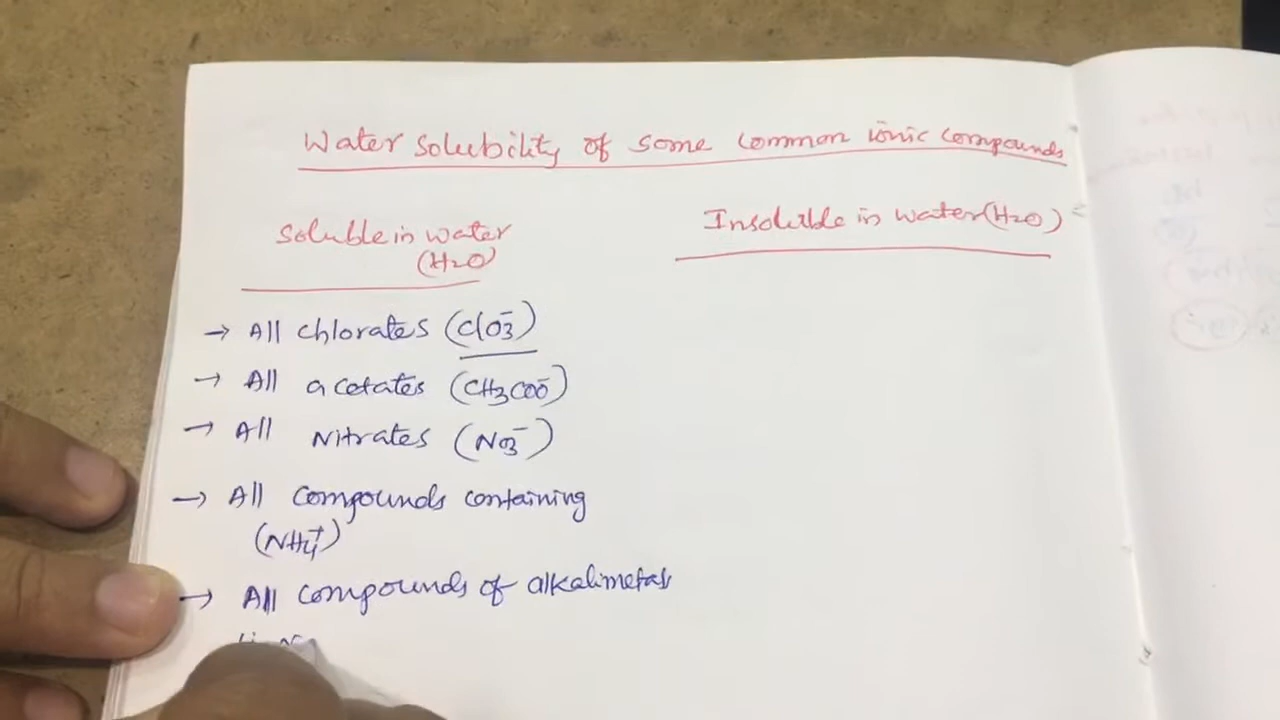 Water solubility of some common ionic compounds
Soluble in water
(H2O)
Insoluble in water (H2O)
→ All chlorates (ClO3⁻)
→ All acetates (CH3COO⁻)
→ All Nitrates (NO3⁻)
→ All compounds containing
(NH4⁺)
→ All compounds of alkalimetals